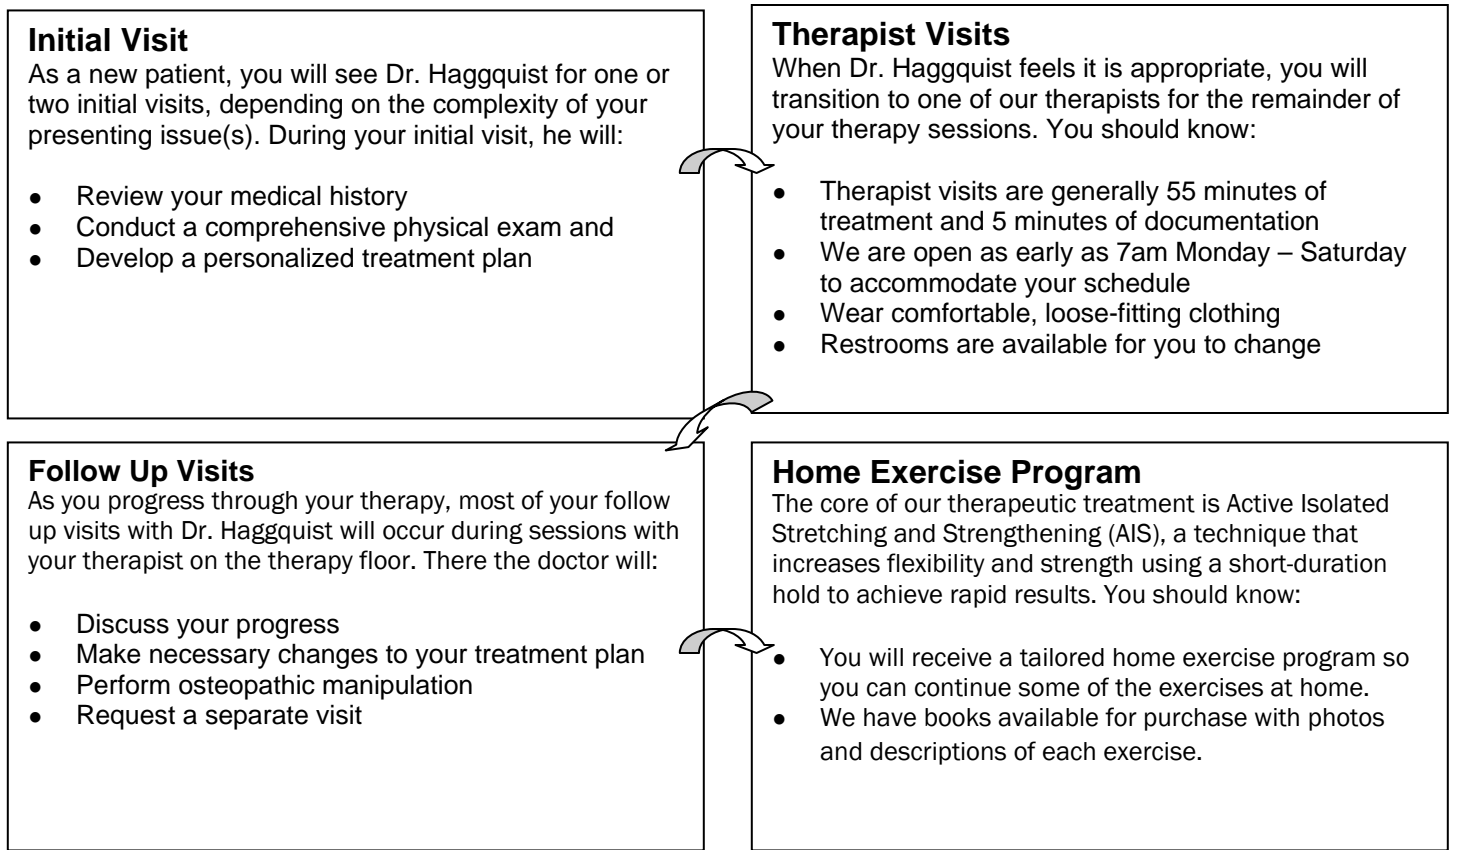 Initial Visit
As a new patient, you will see Dr. Haggquist for one or
two initial visits, depending on the complexity of your
presenting issue(s). During your initial visit, he will:
● Review your medical history
● Conduct a comprehensive physical exam and
● Develop a personalized treatment plan
Therapist Visits
When Dr. Haggquist feels it is appropriate, you will
transition to one of our therapists for the remainder of
your therapy sessions. You should know:
● Therapist visits are generally 55 minutes of
treatment and 5 minutes of documentation
● We are open as early as 7am Monday – Saturday
to accommodate your schedule
● Wear comfortable, loose-fitting clothing
● Restrooms are available for you to change
Follow Up Visits
As you progress through your therapy, most of your follow
up visits with Dr. Haggquist will occur during sessions with
your therapist on the therapy floor. There the doctor will:
● Discuss your progress
● Make necessary changes to your treatment plan
● Perform osteopathic manipulation
● Request a separate visit
Home Exercise Program
The core of our therapeutic treatment is Active Isolated
Stretching and Strengthening (AIS), a technique that
increases flexibility and strength using a short-duration
hold to achieve rapid results. You should know:
● You will receive a tailored home exercise program so
you can continue some of the exercises at home.
● We have books available for purchase with photos
and descriptions of each exercise.